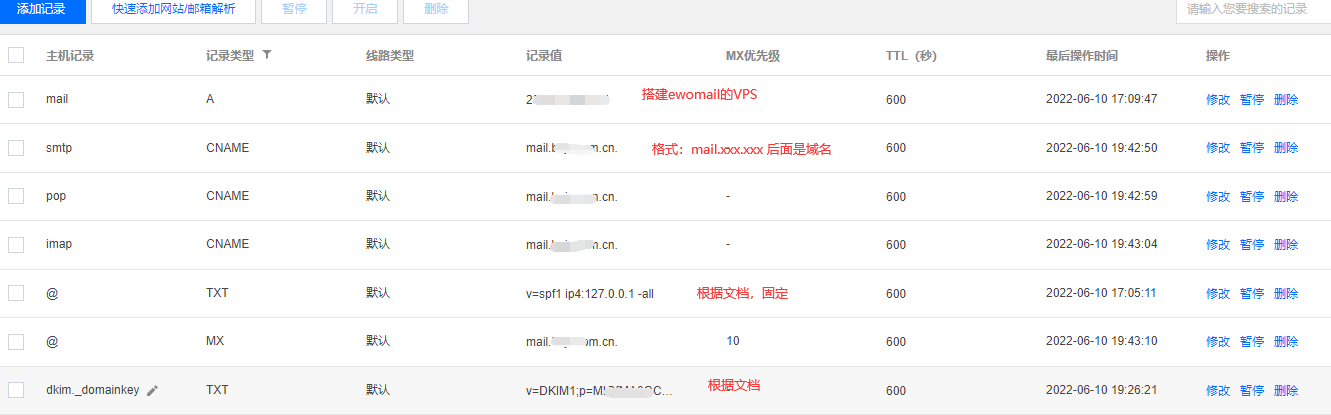 添加记录 快速添加网站/邮箱解析 暂停 开启 删除 请输入您要搜索的记录
主机记录 记录类型 线路类型 记录值 MX优先级 TTL（秒） 最后操作时间 操作
mail A 默认 2 搭建ewomail的VPS 600 2022-06-10 17:09:47 修改 暂停 删除
smtp CNAME 默认 mail. m.cn. 格式：mail.xxx.xxx 后面是域名 600 2022-06-10 19:42:50 修改 暂停 删除
pop CNAME 默认 mail. n.cn. - 600 2022-06-10 19:42:59 修改 暂停 删除
imap CNAME 默认 mail. m.cn. - 600 2022-06-10 19:43:04 修改 暂停 删除
@ TXT 默认 v=spf1 ip4:127.0.0.1 -all 根据文档，固定 600 2022-06-10 17:05:11 修改 暂停 删除
@ MX 默认 mail. om.cn. 10 600 2022-06-10 19:43:10 修改 暂停 删除
dkim._domainkey TXT 默认 v=DKIM1;p=MI C... 根据文档 600 2022-06-10 19:26:21 修改 暂停 删除